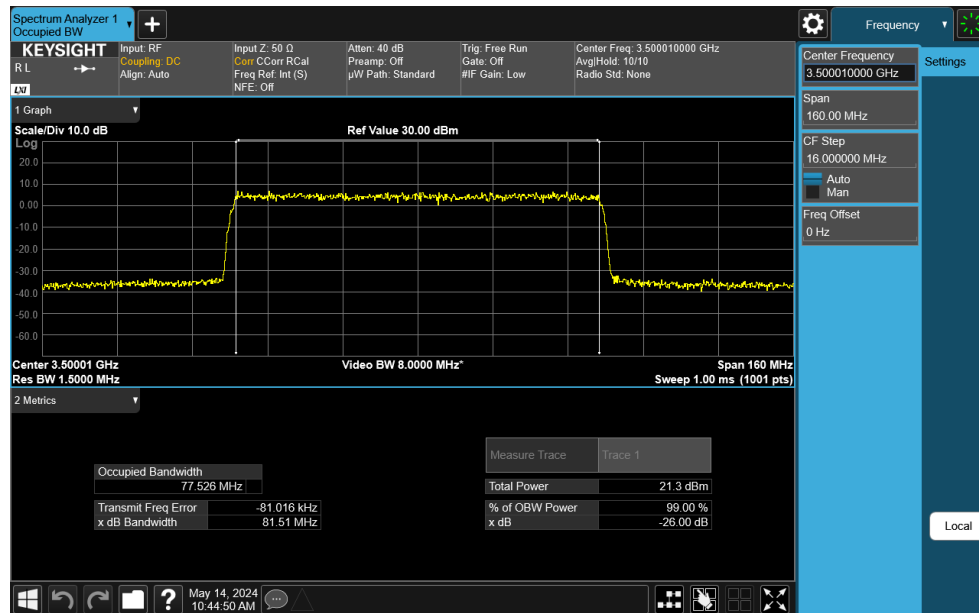 Spectrum Analyzer 1
Occupied BW
Frequency
KEYSIGHT
R L
LXI
Input: RF
Coupling: DC
Align: Auto
Input Z: 50 Ω
Corr CCorr RCal
Freq Ref: Int (S)
NFE: Off
Atten: 40 dB
Preamp: Off
µW Path: Standard
Trig: Free Run
Gate: Off
#IF Gain: Low
Center Freq: 3.500010000 GHz
Avg|Hold: 10/10
Radio Std: None
Center Frequency
3.500010000 GHz
Settings
Span
160.00 MHz
CF Step
16.000000 MHz
Auto
Man
Freq Offset
0 Hz
1 Graph
Scale/Div 10.0 dB
Ref Value 30.00 dBm
Log
20.0
10.0
0.00
-10.0
-20.0
-30.0
-40.0
-50.0
-60.0
Center 3.50001 GHz
Video BW 8.0000 MHz*
Span 160 MHz
Res BW 1.5000 MHz
Sweep 1.00 ms (1001 pts)
2 Metrics
Measure Trace
Trace 1
Occupied Bandwidth
77.526 MHz
Total Power
21.3 dBm
Transmit Freq Error
-81.016 kHz
% of OBW Power
99.00 %
x dB Bandwidth
81.51 MHz
x dB
-26.00 dB
Local
?
May 14, 2024
10:44:50 AM